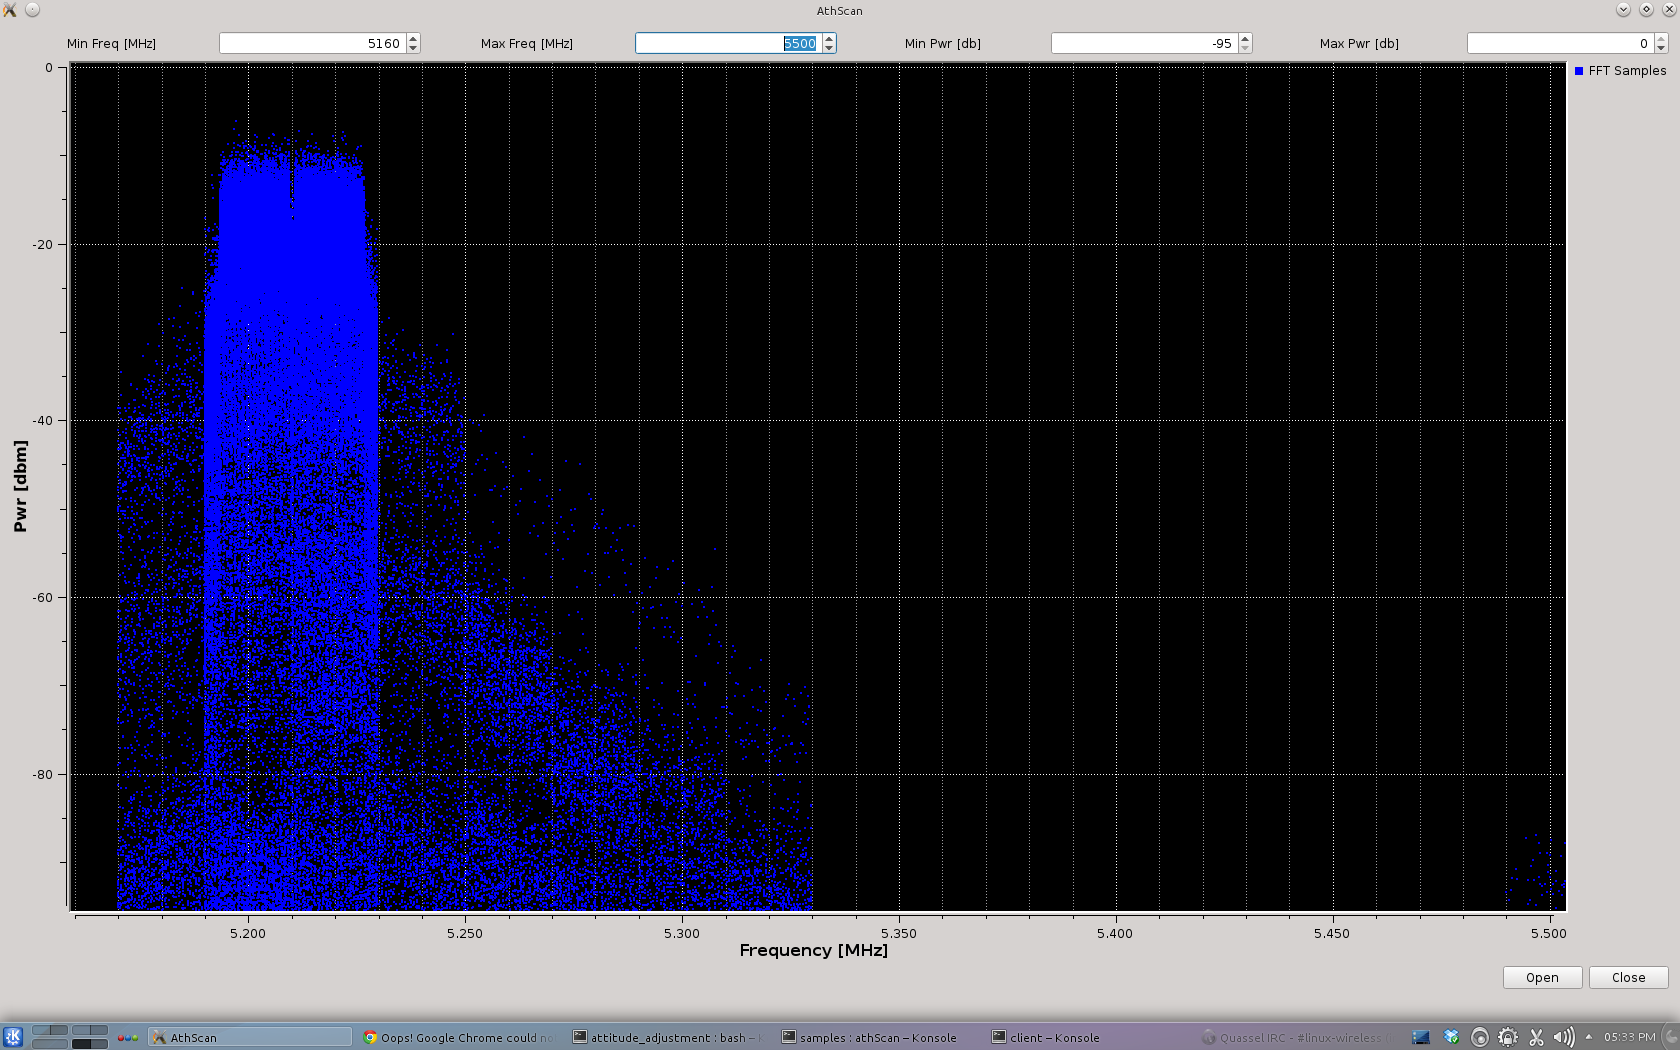 AthScan
Min Freq [MHz] 5160 Max Freq [MHz] 5500 Min Pwr [db] -95 Max Pwr [db] 0
FFT Samples
0
-20
-40
-60
-80
Pwr [dbm]
5.200 5.250 5.300 5.350 5.400 5.450 5.500
Frequency [MHz]
Open Close
AthScan Oops! Google Chrome could no attitude_adjustment : bash – K samples : athScan – Konsole client – Konsole Quassel IRC - #linux-wireless 05:33 PM